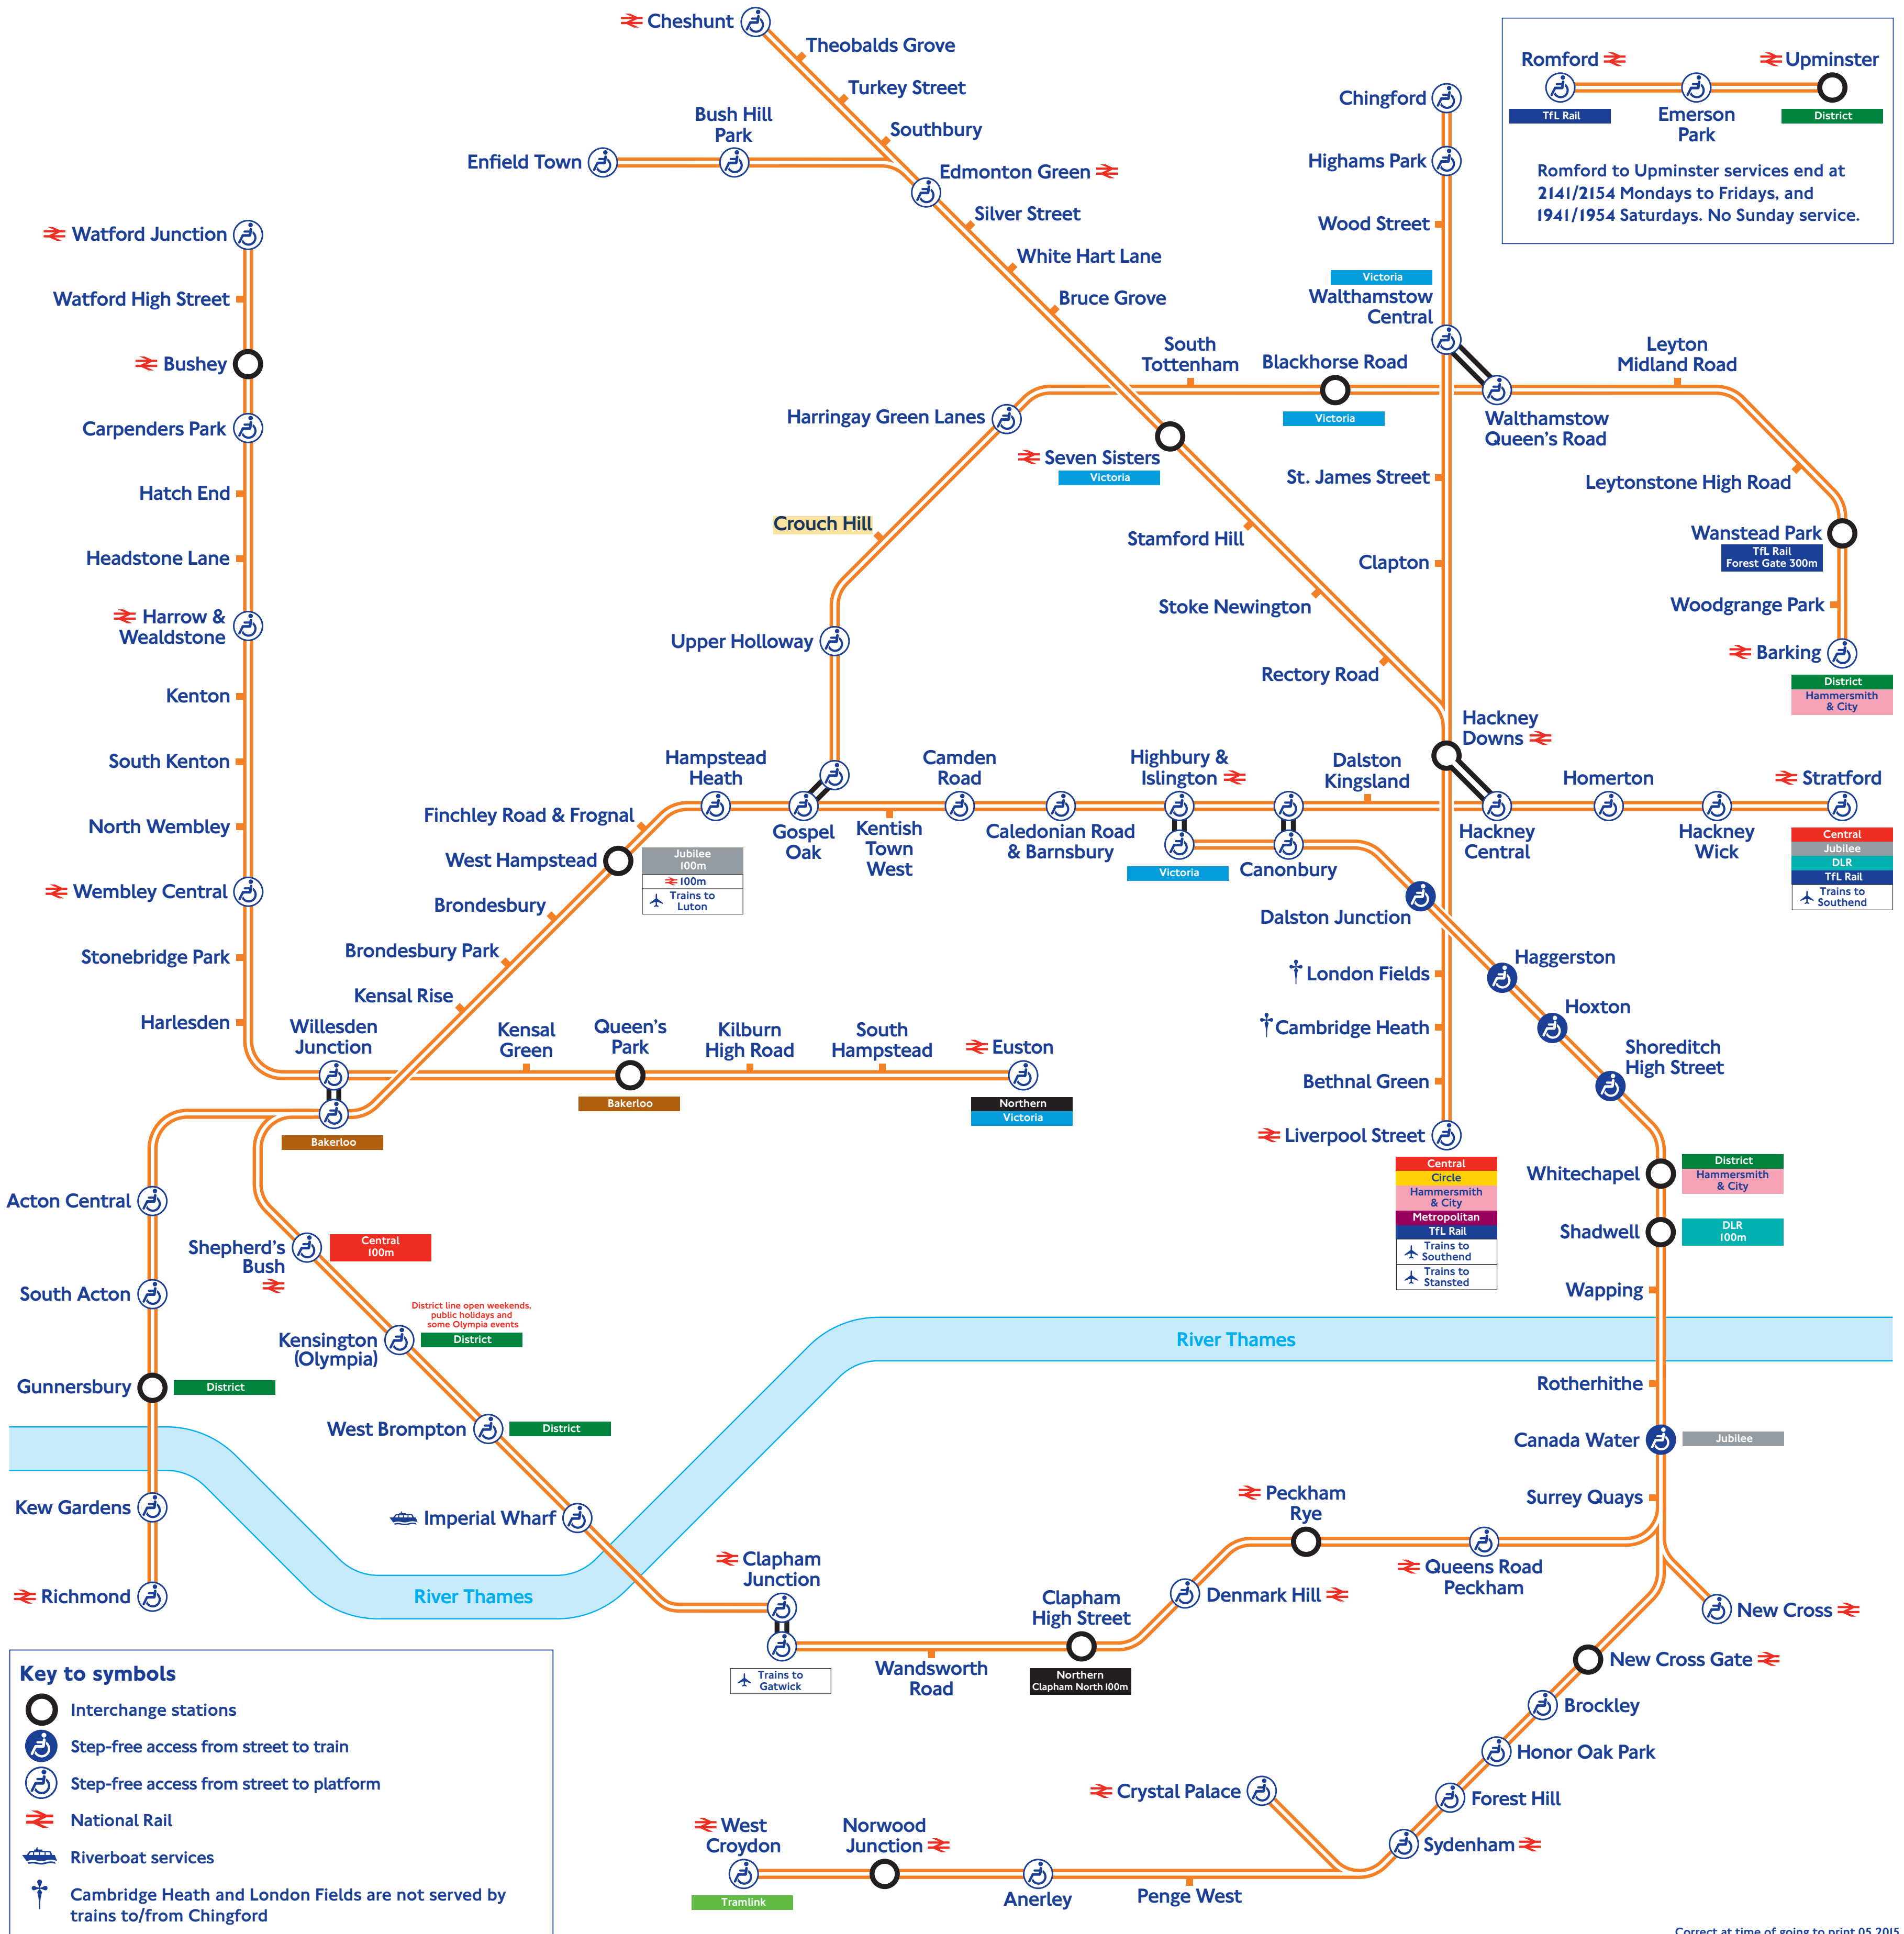 Cheshunt
Theobalds Grove
Turkey Street
Southbury
Bush Hill
Park
Enfield Town
Edmonton Green
Silver Street
White Hart Lane
Bruce Grove
Chingford
Highams Park
Wood Street
Victoria
Walthamstow
Central
Romford
Upminster
TfL Rail
Emerson
Park
District
Romford to Upminster services end at
2141/2154 Mondays to Fridays, and
1941/1954 Saturdays. No Sunday service.
Watford Junction
Watford High Street
Bushey
Carpenders Park
Hatch End
Headstone Lane
Harrow &
Wealdstone
Kenton
South Kenton
North Wembley
Wembley Central
Stonebridge Park
Harlesden
South
Tottenham
Blackhorse Road
Victoria
Leyton
Midland Road
Walthamstow
Queen's Road
Harringay Green Lanes
Seven Sisters
Victoria
St. James Street
Leytonstone High Road
Crouch Hill
Stamford Hill
Clapton
Wanstead Park
TfL Rail
Forest Gate 300m
Stoke Newington
Woodgrange Park
Upper Holloway
Rectory Road
Barking
District
Hammersmith
& City
Hackney
Downs
Hampstead
Heath
Camden
Road
Highbury &
Islington
Dalston
Kingsland
Homerton
Stratford
Finchley Road & Frognal
Gospel
Oak
Kentish
Town
West
Caledonian Road
& Barnsbury
Victoria
Canonbury
Hackney
Central
Hackney
Wick
Central
Jubilee
DLR
TfL Rail
Trains to
Southend
West Hampstead
Jubilee
100m
100m
Trains to
Luton
Brondesbury
Brondesbury Park
Kensal Rise
Dalston Junction
Haggerston
London Fields
Hoxton
Cambridge Heath
Shoreditch
High Street
Bethnal Green
Willesden
Junction
Kensal
Green
Queen's
Park
Kilburn
High Road
South
Hampstead
Euston
Bakerloo
Northern
Victoria
Bakerloo
Liverpool Street
Central
Circle
Hammersmith
& City
Metropolitan
TfL Rail
Trains to
Southend
Trains to
Stansted
Whitechapel
District
Hammersmith
& City
Shadwell
DLR
100m
Wapping
Acton Central
Shepherd's
Bush
Central
100m
South Acton
District line open weekends,
public holidays and
some Olympia events
Kensington
(Olympia)
District
River Thames
Gunnersbury
District
Rotherhithe
West Brompton
District
Canada Water
Jubilee
Kew Gardens
Imperial Wharf
Surrey Quays
Peckham
Rye
Queens Road
Peckham
Richmond
River Thames
Clapham
Junction
Trains to
Gatwick
Wandsworth
Road
Clapham
High Street
Northern
Clapham North 100m
Denmark Hill
New Cross
New Cross Gate
Brockley
Honor Oak Park
Crystal Palace
Forest Hill
Sydenham
West
Croydon
Tramlink
Norwood
Junction
Anerley
Penge West
Key to symbols
Interchange stations
Step-free access from street to train
Step-free access from street to platform
National Rail
Riverboat services
† Cambridge Heath and London Fields are not served by
trains to/from Chingford
Correct at time of going to print 05.2015